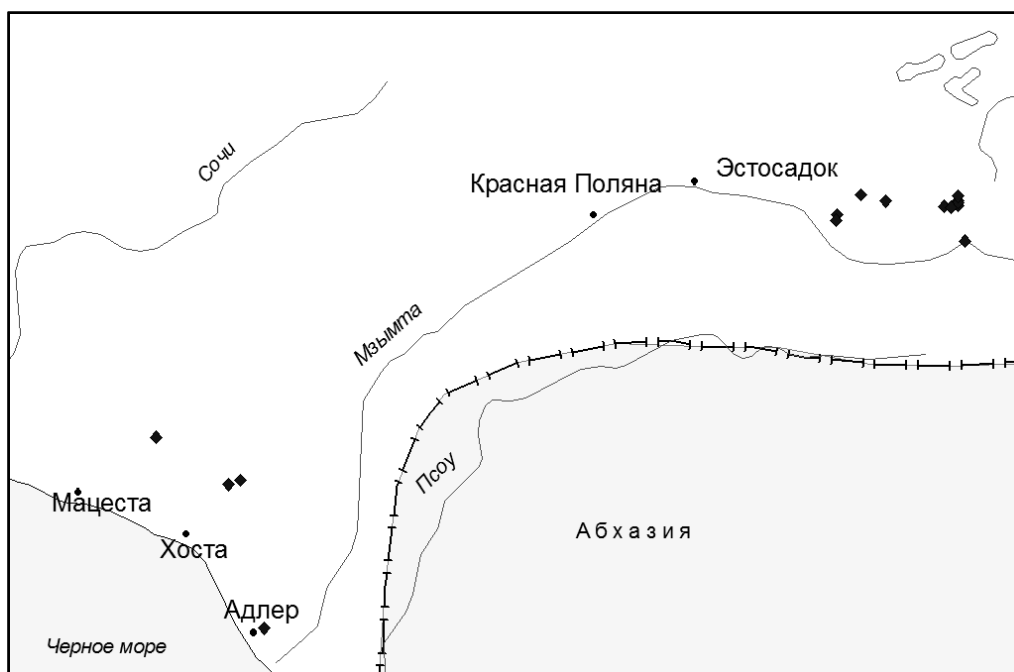 Сочи
Эстосадок
Красная Поляна
Мзымта
Псоу
Мацеста
Абхазия
Хоста
Адлер
Черное море